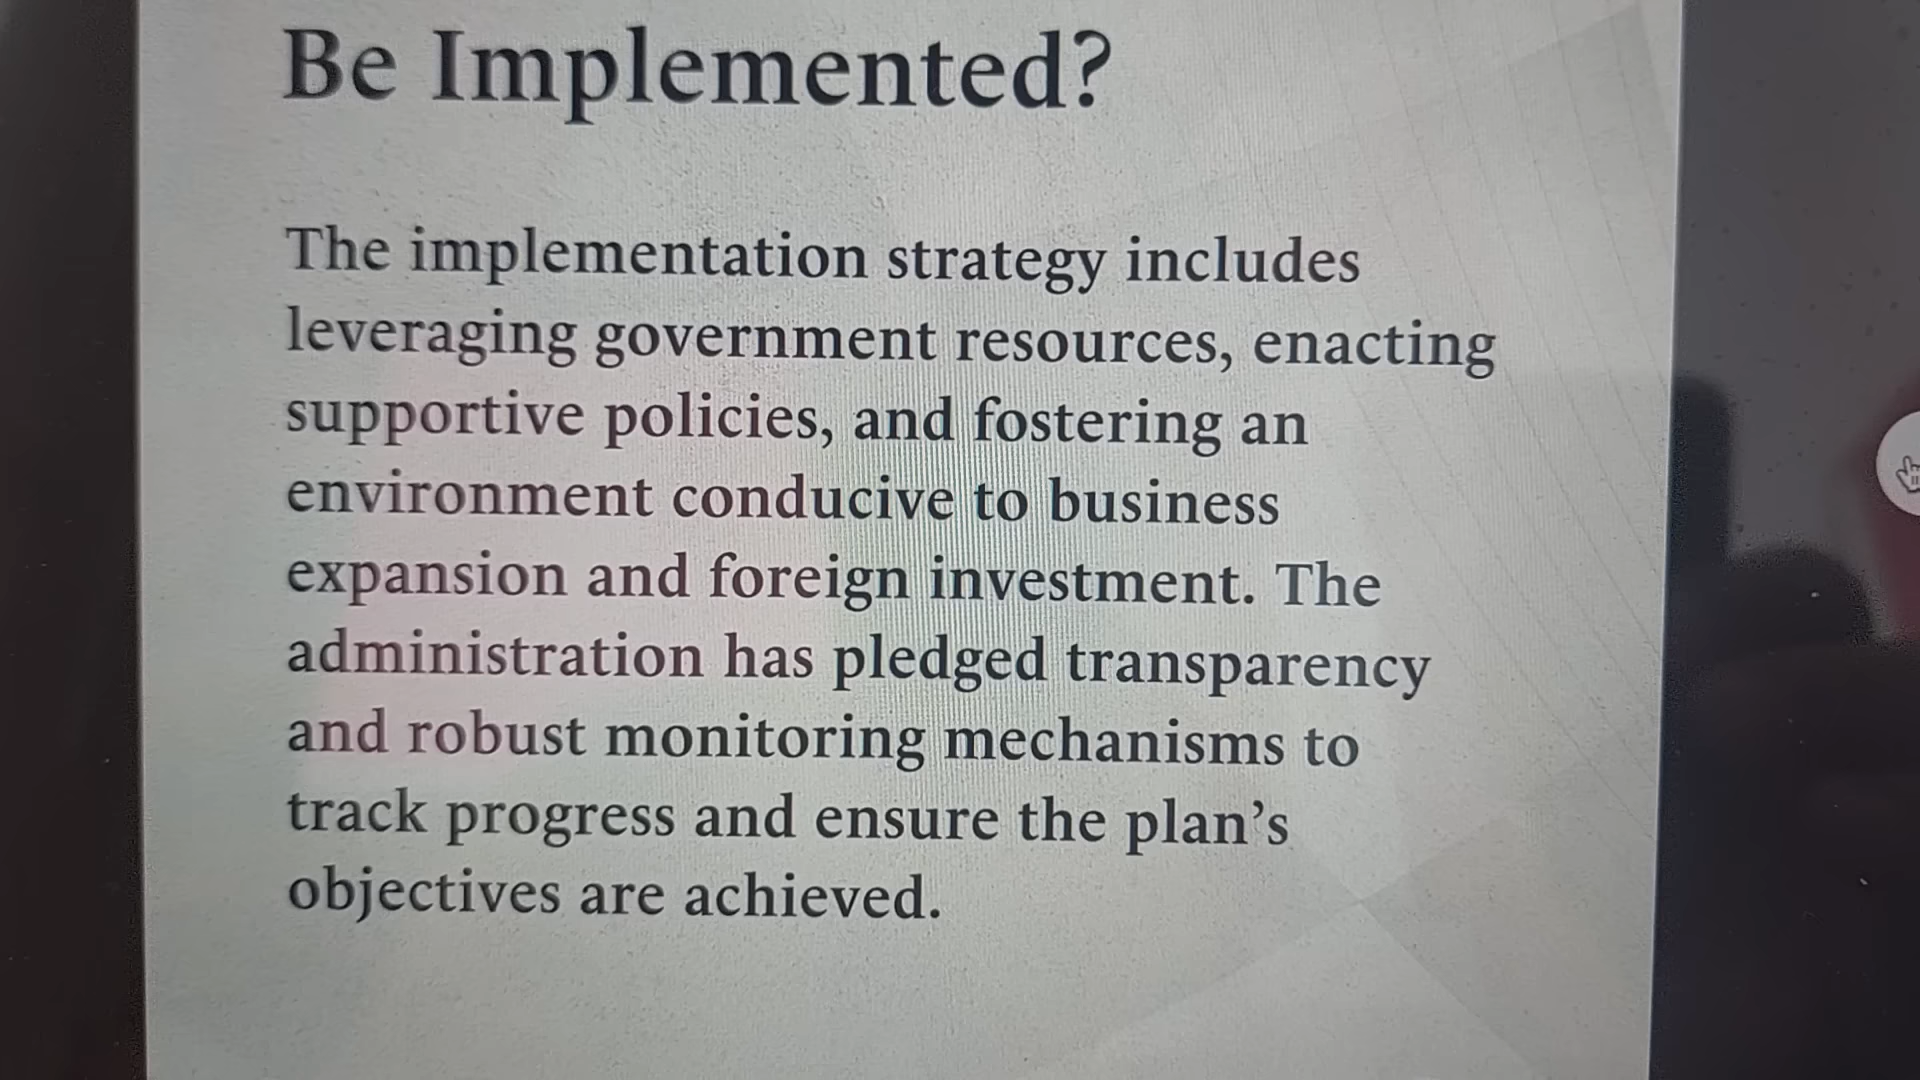 Be Implemented?
The implementation strategy includes
leveraging government resources, enacting
supportive policies, and fostering an
environment conducive to business
expansion and foreign investment. The
administration has pledged transparency
and robust monitoring mechanisms to
track progress and ensure the plan’s
objectives are achieved.